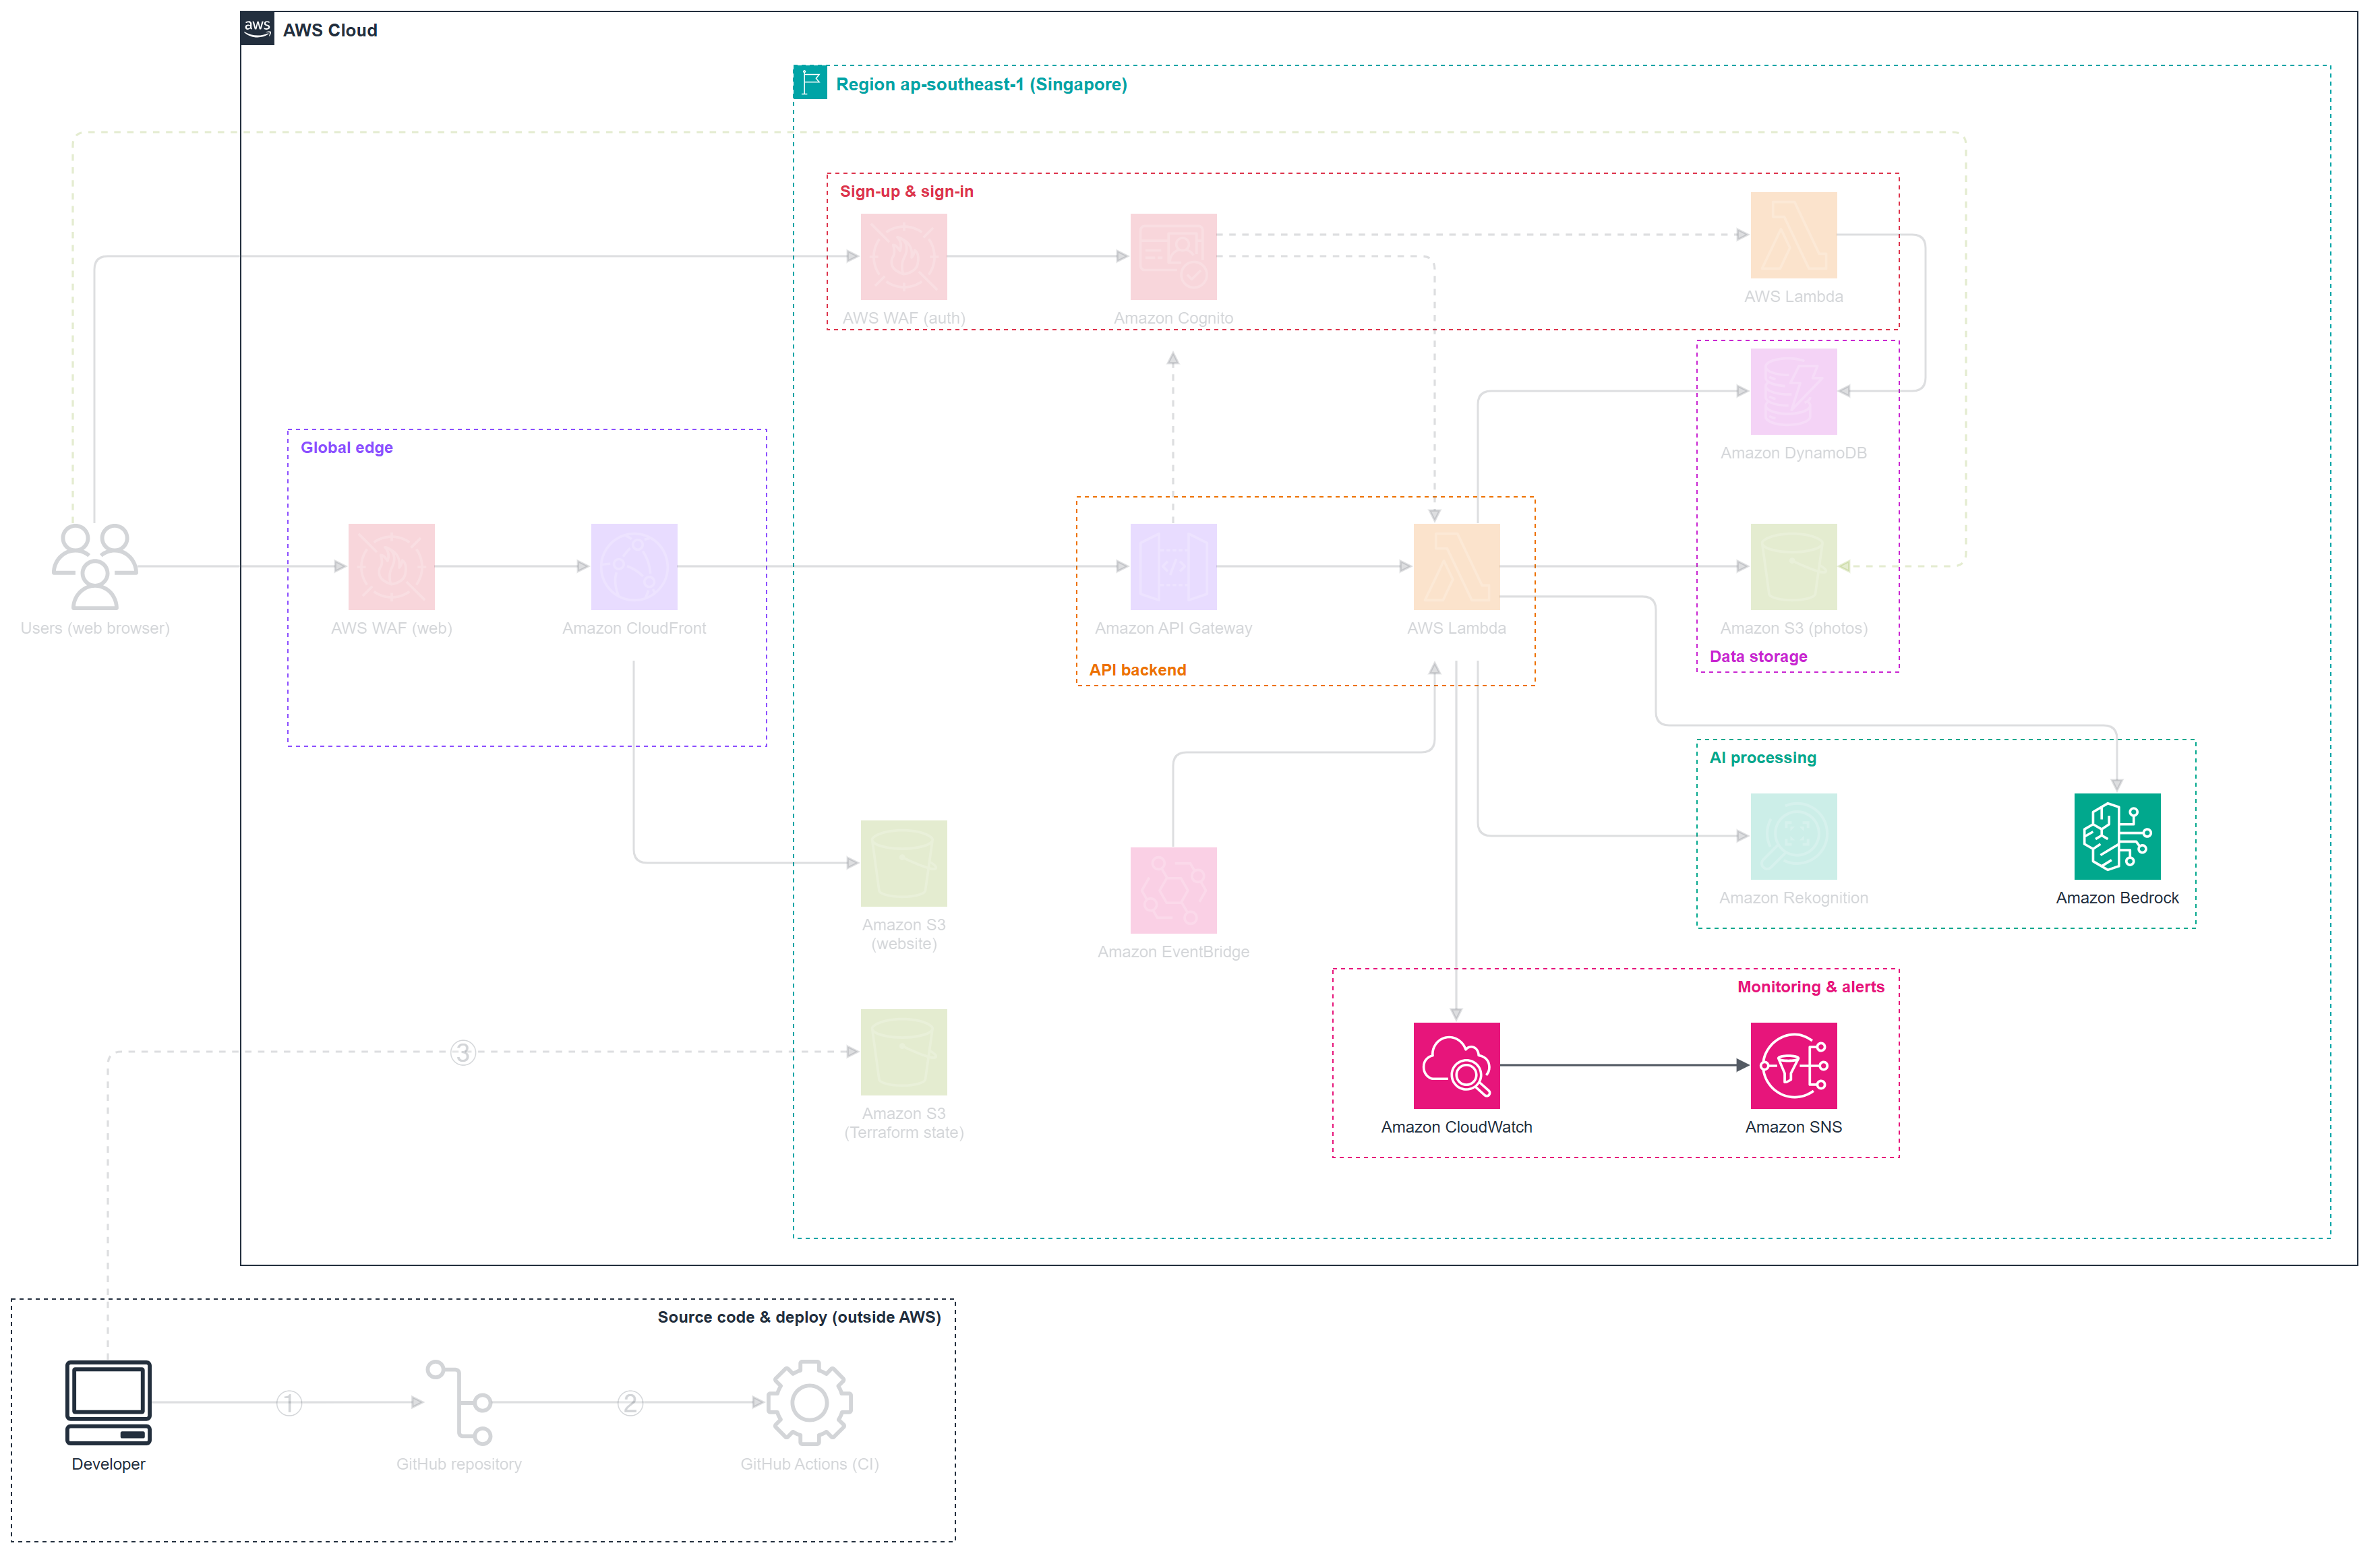 aws
AWS Cloud
Region ap-southeast-1 (Singapore)
Sign-up & sign-in
AWS WAF (auth)
Amazon Cognito
AWS Lambda
Amazon DynamoDB
Global edge
Users (web browser)
AWS WAF (web)
Amazon CloudFront
Amazon API Gateway
AWS Lambda
Amazon S3 (photos)
API backend
Data storage
AI processing
Amazon Rekognition
Amazon Bedrock
Amazon S3
(website)
Amazon EventBridge
Monitoring & alerts
③
Amazon S3
(Terraform state)
Amazon CloudWatch
Amazon SNS
Source code & deploy (outside AWS)
①
②
Developer
GitHub repository
GitHub Actions (CI)